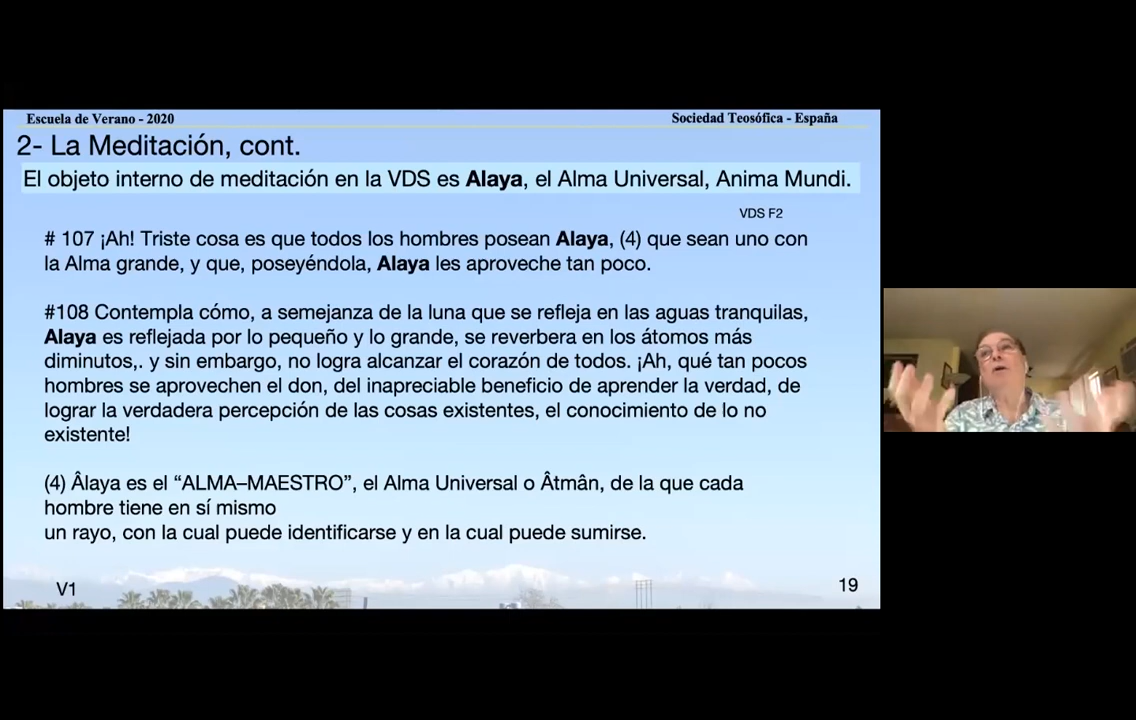 Escuela de Verano - 2020
Sociedad Teosófica - España
2- La Meditación, cont.
El objeto interno de meditación en la VDS es Alaya, el Alma Universal, Anima Mundi.
VDS F2
# 107 ¡Ah! Triste cosa es que todos los hombres posean Alaya, (4) que sean uno con
la Alma grande, y que, poseyéndola, Alaya les aproveche tan poco.
#108 Contempla cómo, a semejanza de la luna que se refleja en las aguas tranquilas,
Alaya es reflejada por lo pequeño y lo grande, se reverbera en los átomos más
diminutos,. y sin embargo, no logra alcanzar el corazón de todos. ¡Ah, qué tan pocos
hombres se aprovechen el don, del inapreciable beneficio de aprender la verdad, de
lograr la verdadera percepción de las cosas existentes, el conocimiento de lo no
existente!
(4) Âlaya es el “ALMA–MAESTRO”, el Alma Universal o Âtmân, de la que cada
hombre tiene en sí mismo
un rayo, con la cual puede identificarse y en la cual puede sumirse.
V1
19